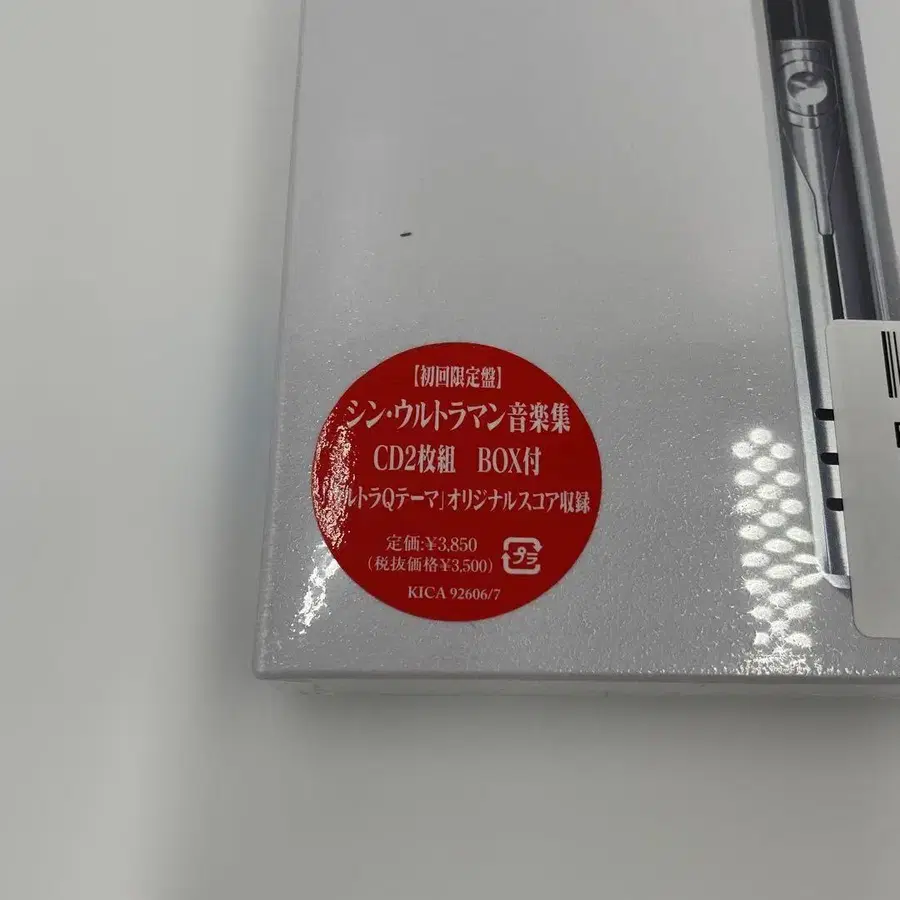 【初回限定盤】
シン・ウルトラマン音楽集
CD2枚組 BOX付
ルトラQテーマ」オリジナルスコア収録
定価:¥3,850
(税抜価格¥3,500)
プラ
KICA 92606/7